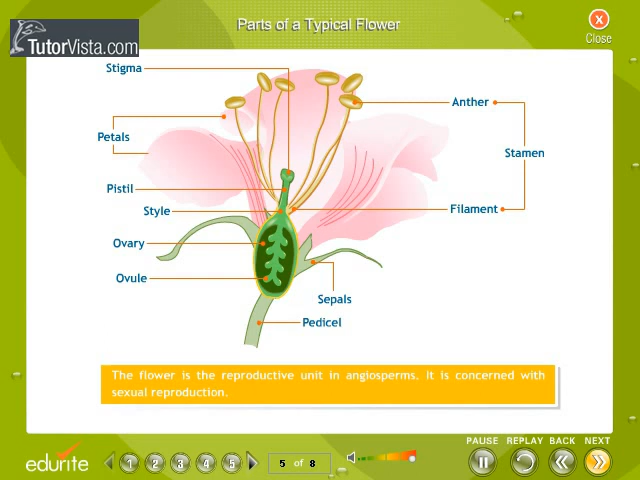 Parts of a Typical Flower
x
Close
TutorVista.com
Stigma
Anther
Petals
Stamen
Pistil
Style
Filament
Ovary
Ovule
Sepals
Pedicel
The flower is the reproductive unit in angiosperms. It is concerned with
sexual reproduction.
PAUSE REPLAY BACK NEXT
edurite
1 2 3 4 5
5 of 8